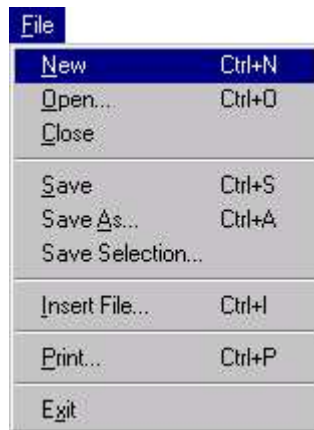 File
New Ctrl+N
Open... Ctrl+O
Close
Save Ctrl+S
Save As... Ctrl+A
Save Selection...
Insert File... Ctrl+I
Print... Ctrl+P
Exit